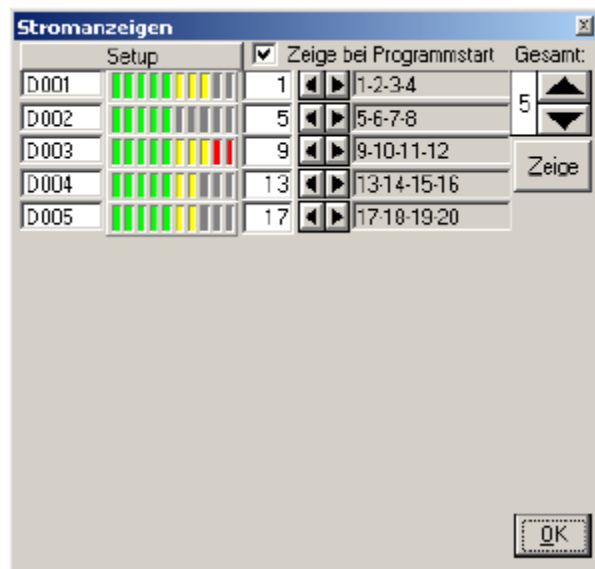 Stromanzeigen
Setup Zeige bei Programmstart Gesamt:
D001 1 1-2-3-4 5
D002 5 5-6-7-8
D003 9 9-10-11-12 Zeige
D004 13 13-14-15-16
D005 17 17-18-19-20
OK